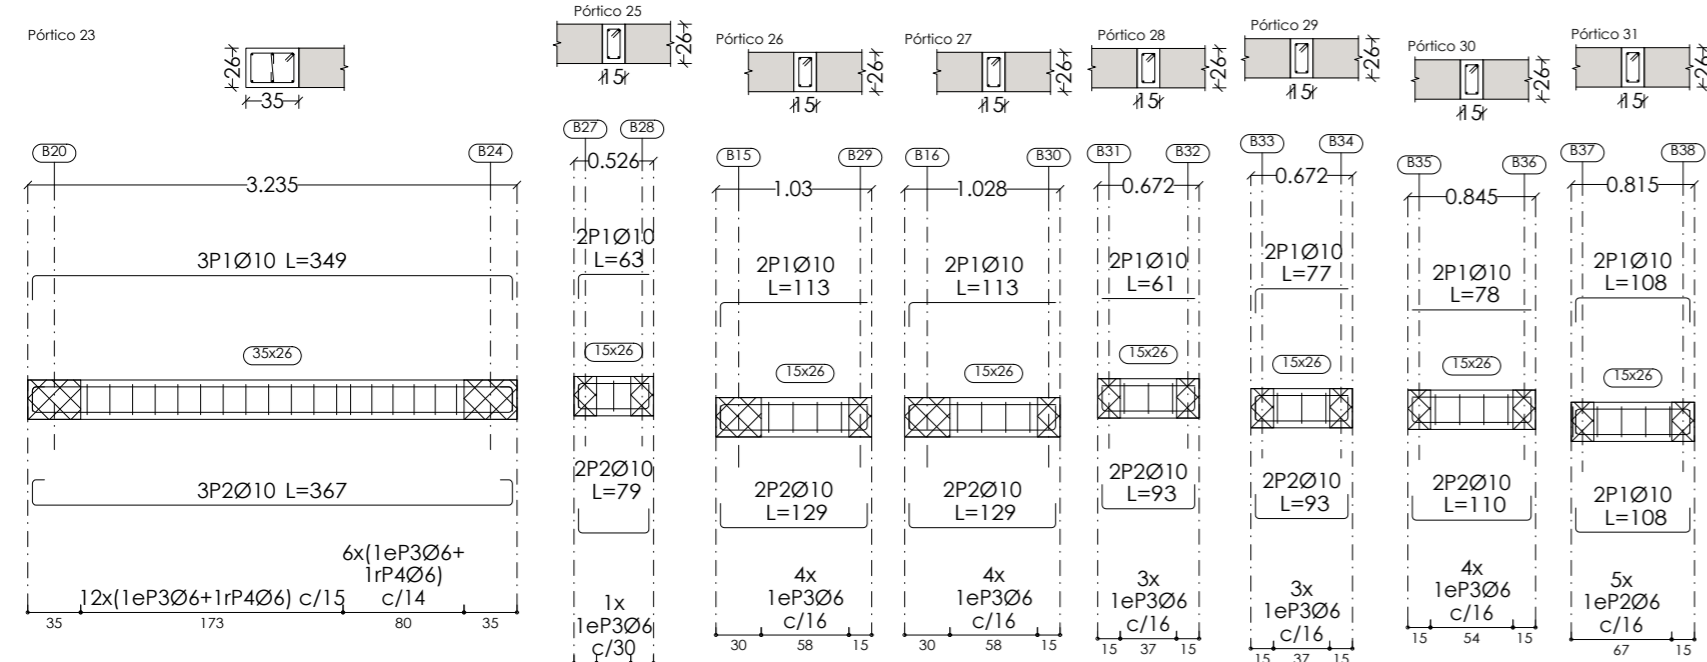 Pórtico 23
26
35
B20
B24
3.235
3P1Ø10 L=349
35x26
3P2Ø10 L=367
6x(1eP3Ø6+
1rP4Ø6)
12x(1eP3Ø6+1rP4Ø6) c/15
c/14
35
173
80
35
Pórtico 25
26
15
B27
B28
0.526
2P1Ø10
L=63
15x26
2P2Ø10
L=79
1x
1eP3Ø6
c/30
Pórtico 26
26
15
B15
B29
1.03
2P1Ø10
L=113
15x26
2P2Ø10
L=129
4x
1eP3Ø6
c/16
30
58
15
Pórtico 27
26
15
B16
B30
1.028
2P1Ø10
L=113
15x26
2P2Ø10
L=129
4x
1eP3Ø6
c/16
30
58
15
Pórtico 28
26
15
B31
B32
0.672
2P1Ø10
L=61
15x26
2P2Ø10
L=93
3x
1eP3Ø6
c/16
15
37
15
Pórtico 29
26
15
B33
B34
0.672
2P1Ø10
L=77
15x26
2P2Ø10
L=93
3x
1eP3Ø6
c/16
15
37
15
Pórtico 30
26
15
B35
B36
0.845
2P1Ø10
L=78
15x26
2P2Ø10
L=110
4x
1eP3Ø6
c/16
15
54
15
Pórtico 31
26
15
B37
B38
0.815
2P1Ø10
L=108
15x26
2P1Ø10
L=108
5x
1eP2Ø6
c/16
67
15